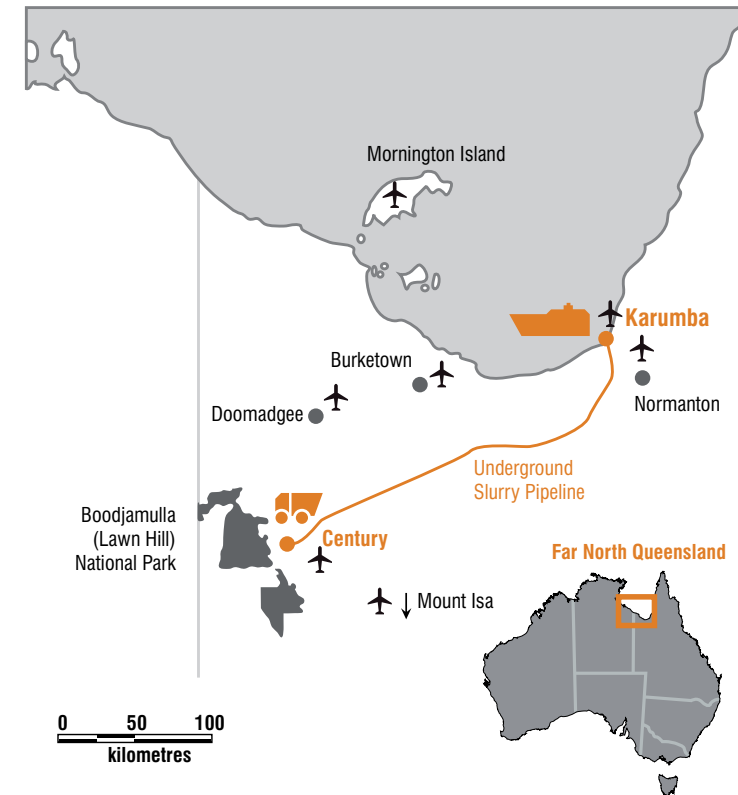 Mornington Island
Karumba
Burketown
Doomadgee
Normanton
Underground
Slurry Pipeline
Boodjamulla
(Lawn Hill)
National Park
Century
Far North Queensland
Mount Isa
0 50 100
kilometres